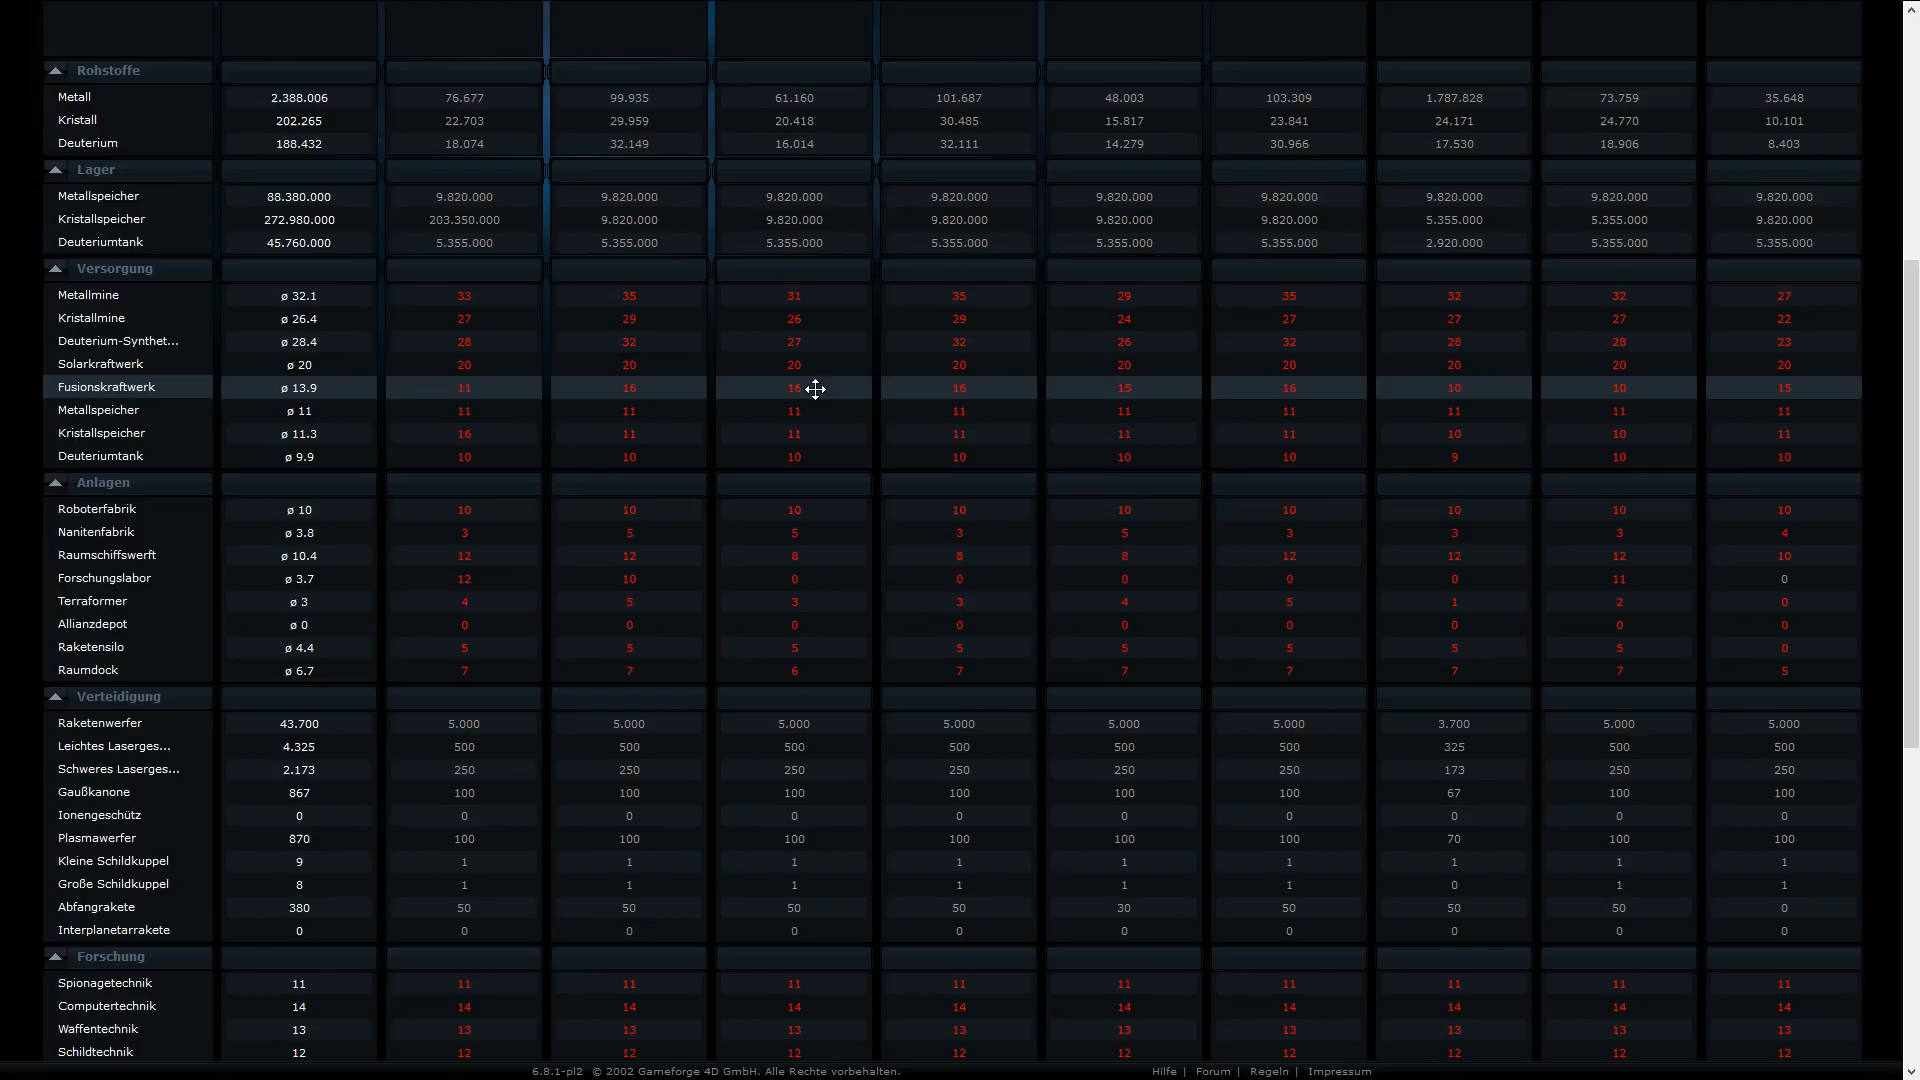 Rohstoffe
Metall 2.388.006 76.677 99.935 61.160 101.687 48.003 103.309 1.787.828 73.759 35.648
Kristall 202.265 22.703 29.959 20.418 30.485 15.817 23.841 24.171 24.770 10.101
Deuterium 188.432 18.074 32.149 16.014 32.111 14.279 30.966 17.530 18.906 8.403
Lager
Metallspeicher 88.380.000 9.820.000 9.820.000 9.820.000 9.820.000 9.820.000 9.820.000 9.820.000 9.820.000 9.820.000
Kristallspeicher 272.980.000 203.350.000 9.820.000 9.820.000 9.820.000 9.820.000 9.820.000 5.355.000 5.355.000 9.820.000
Deuteriumtank 45.760.000 5.355.000 5.355.000 5.355.000 5.355.000 5.355.000 5.355.000 2.920.000 5.355.000 5.355.000
Versorgung
Metallmine ø 32.1 33 35 31 35 29 35 32 32 27
Kristallmine ø 26.4 27 29 26 29 24 27 27 27 22
Deuterium-Synthet... ø 28.4 28 32 27 32 26 32 28 28 23
Solarkraftwerk ø 20 20 20 20 20 20 20 20 20 20
Fusionskraftwerk ø 13.9 11 16 16 16 15 16 10 10 15
Metallspeicher ø 11 11 11 11 11 11 11 11 11 11
Kristallspeicher ø 11.3 16 11 11 11 11 11 10 10 11
Deuteriumtank ø 9.9 10 10 10 10 10 10 9 10 10
Anlagen
Roboterfabrik ø 10 10 10 10 10 10 10 10 10 10
Nanitenfabrik ø 3.8 3 5 5 3 5 3 3 3 4
Raumschiffswerft ø 10.4 12 12 8 8 8 12 12 12 10
Forschungslabor ø 3.7 12 10 0 0 0 0 0 11 0
Terraformer ø 3 4 5 3 3 4 5 1 2 0
Allianzdepot ø 0 0 0 0 0 0 0 0 0 0
Raketensilo ø 4.4 5 5 5 5 5 5 5 5 0
Raumdock ø 6.7 7 7 6 7 7 7 7 7 5
Verteidigung
Raketenwerfer 43.700 5.000 5.000 5.000 5.000 5.000 5.000 3.700 5.000 5.000
Leichtes Laserges... 4.325 500 500 500 500 500 500 325 500 500
Schweres Laserges... 2.173 250 250 250 250 250 250 173 250 250
Gaußkanone 867 100 100 100 100 100 100 67 100 100
Ionengeschütz 0 0 0 0 0 0 0 0 0 0
Plasmawerfer 870 100 100 100 100 100 100 70 100 100
Kleine Schildkuppel 9 1 1 1 1 1 1 1 1 1
Große Schildkuppel 8 1 1 1 1 1 1 0 1 1
Abfangrakete 380 50 50 50 50 30 50 50 50 0
Interplanetarrakete 0 0 0 0 0 0 0 0 0 0
Forschung
Spionagetechnik 11 11 11 11 11 11 11 11 11 11
Computertechnik 14 14 14 14 14 14 14 14 14 14
Waffentechnik 13 13 13 13 13 13 13 13 13 13
Schildtechnik 12 12 12 12 12 12 12 12 12 12
6.8.1-pl2 © 2002 Gameforge 4D GmbH. Alle Rechte vorbehalten. Hilfe | Forum | Regeln | Impressum